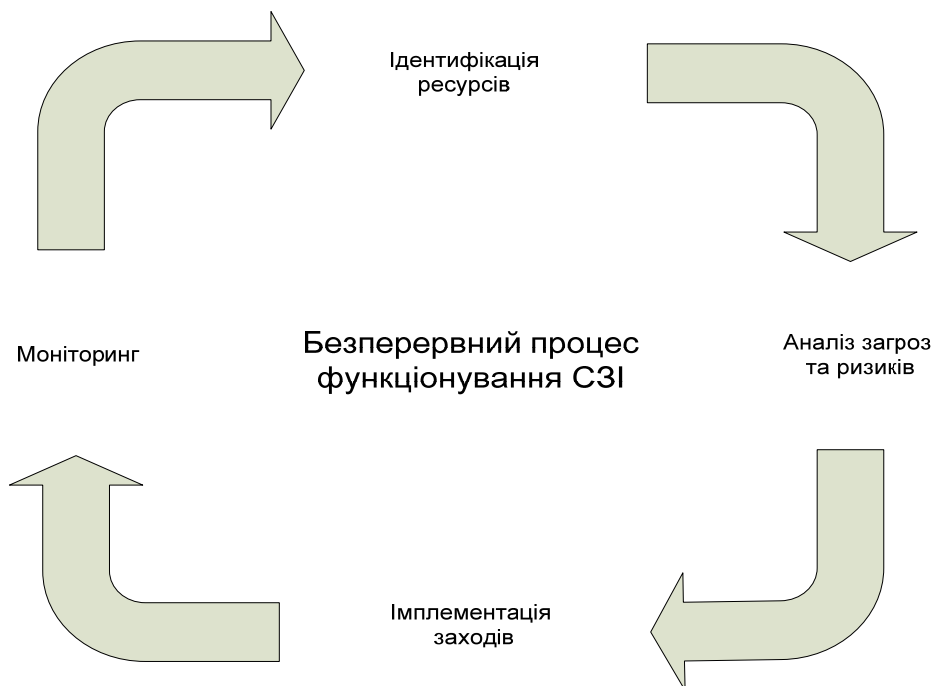 Ідентифікація
ресурсів
Моніторинг
Безперервний процес
функціонування СЗІ
Аналіз загроз
та ризиків
Імплементація
заходів